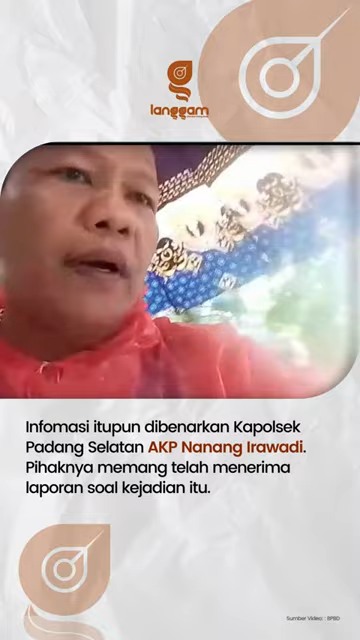 langgam
Infomasi itupun dibenarkan Kapolsek
Padang Selatan AKP Nanang Irawadi.
Pihaknya memang telah menerima
laporan soal kejadian itu.
Sumber Video : BPBD